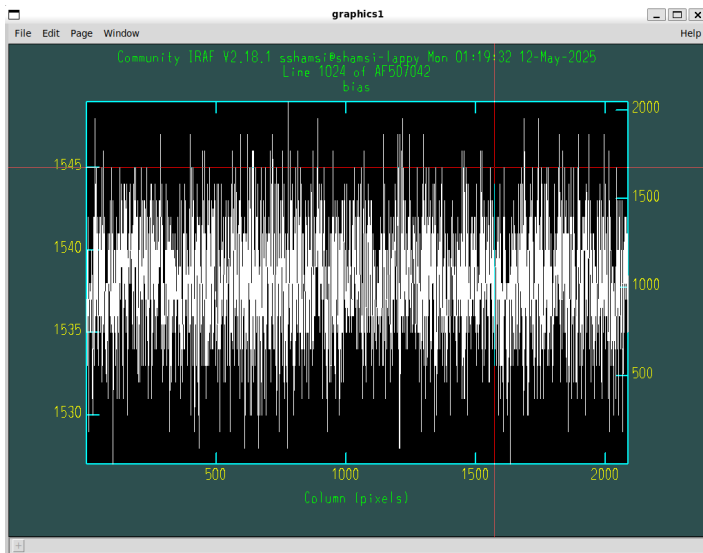 graphics1
File Edit Page Window Help
Community IRAF V2.18.1 sshamsi@shamsi-lappy Mon 01:19:32 12-May-2025
Line 1024 of AF507042
bias
2000
1545
1500
1540
1000
1535
500
1530
500 1000 1500 2000
Column (pixels)